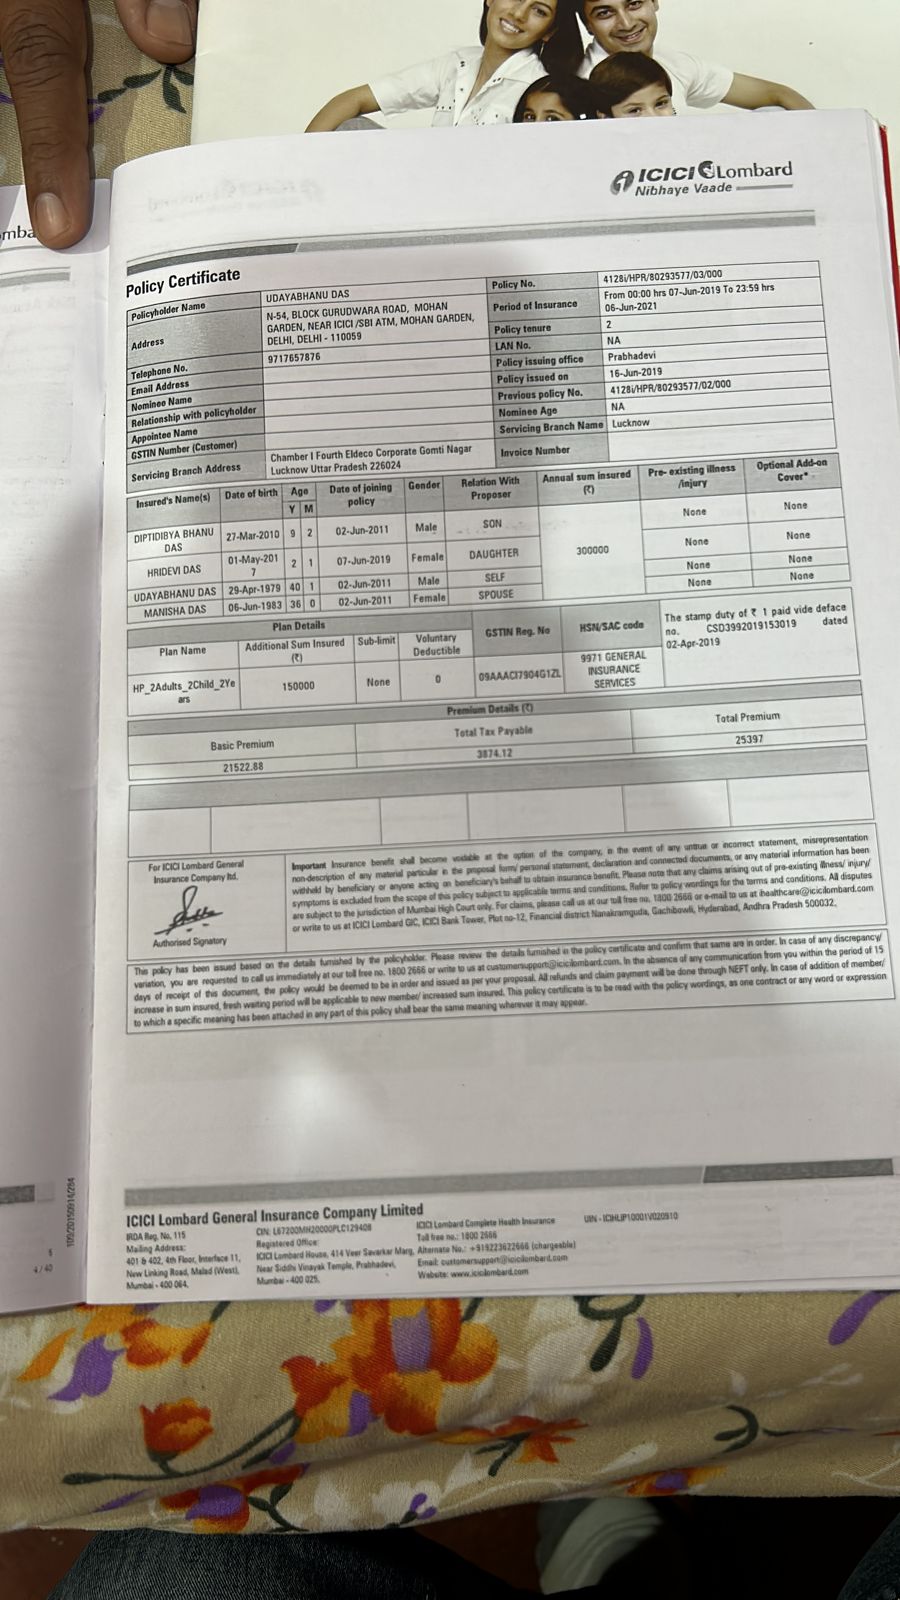 omba
ICICI Lombard
Nibhaye Vaade
Policy Certificate
Policyholder Name UDAYABHANU DAS
Address N-54, BLOCK GURUDWARA ROAD, MOHAN
GARDEN, NEAR ICICI /SBI ATM, MOHAN GARDEN,
DELHI, DELHI - 110059
Telephone No. 9717657876
Email Address
Nominee Name
Relationship with policyholder
Appointee Name
GSTIN Number (Customer)
Servicing Branch Address Chamber I Fourth Eldeco Corporate Gomti Nagar
Lucknow Uttar Pradesh 226024
Policy No. 4128i/HPR/80293577/03/000
Period of Insurance From 00:00 hrs 07-Jun-2019 To 23:59 hrs
06-Jun-2021
Policy tenure 2
LAN No. NA
Policy issuing office Prabhadevi
Policy issued on 16-Jun-2019
Previous policy No. 4128i/HPR/80293577/02/000
Nominee Age NA
Servicing Branch Name Lucknow
Invoice Number
Insured's Name(s) Date of birth Age Date of joining policy Gender Relation With Proposer Annual sum insured (₹) Pre- existing illness /injury Optional Add-on Cover*
Y M
DIPTIDIBYA BHANU DAS 27-Mar-2010 9 2 02-Jun-2011 Male SON None None
HRIDEVI DAS 01-May-2017 2 1 07-Jun-2019 Female DAUGHTER 300000 None None
UDAYABHANU DAS 29-Apr-1979 40 1 02-Jun-2011 Male SELF None None
MANISHA DAS 06-Jun-1983 36 0 02-Jun-2011 Female SPOUSE None None
Plan Details
Plan Name Additional Sum Insured (₹) Sub-limit Voluntary Deductible GSTIN Reg. No HSN/SAC code
HP_2Adults_2Child_2Years 150000 None 0 09AAACI7904G1ZL 9971 GENERAL INSURANCE SERVICES
The stamp duty of ₹ 1 paid vide deface
no. CSD3992019153019 dated
02-Apr-2019
Premium Details (₹)
Basic Premium Total Tax Payable Total Premium
21522.88 3874.12 25397
For ICICI Lombard General
Insurance Company ltd.
Authorised Signatory
Important Insurance benefit shall become voidable at the option of the company, in the event of any untrue or incorrect statement, misrepresentation
non-description of any material particular in the proposal form/ personal statement, declaration and connected documents, or any material information has been
withheld by beneficiary or anyone acting on beneficiary's behalf to obtain insurance benefit. Please note that any claims arising out of pre-existing illness/ injury/
symptoms is excluded from the scope of this policy subject to applicable terms and conditions. Refer to policy wordings for the terms and conditions. All disputes
are subject to the jurisdiction of Mumbai High Court only. For claims, please call us at our toll free no. 1800 2666 or e-mail to us at ihealthcare@icicilombard.com
or write to us at ICICI Lombard GIC, ICICI Bank Tower, Plot no-12, Financial district Nanakramguda, Gachibowli, Hyderabad, Andhra Pradesh 500032.
This policy has been issued based on the details furnished by the policyholder. Please review the details furnished in the policy certificate and confirm that same are in order. In case of any discrepancy/
variation, you are requested to call us immediately at our toll free no. 1800 2666 or write to us at customersupport@icicilombard.com. In the absence of any communication from you within the period of 15
days of receipt of this document, the policy would be deemed to be in order and issued as per your proposal. All refunds and claim payment will be done through NEFT only. In case of addition of member/
increase in sum insured, fresh waiting period will be applicable to new member/ increased sum insured. This policy certificate is to be read with the policy wordings, as one contract or any word or expression
to which a specific meaning has been attached in any part of this policy shall bear the same meaning wherever it may appear.
ICICI Lombard General Insurance Company Limited
IRDA Reg. No. 115
Mailing Address:
401 & 402, 4th Floor, Interface 11,
New Linking Road, Malad (West),
Mumbai - 400 064.
CIN: L67200MH2000PLC129408
Registered Office:
ICICI Lombard House, 414 Veer Savarkar Marg,
Near Siddhi Vinayak Temple, Prabhadevi,
Mumbai - 400 025.
ICICI Lombard Complete Health Insurance
Toll free no.: 1800 2666
Alternate No.: +919223622666 (chargeable)
Email: customersupport@icicilombard.com
Website: www.icicilombard.com
UIN - ICIHLIP10001V020910
4 / 40